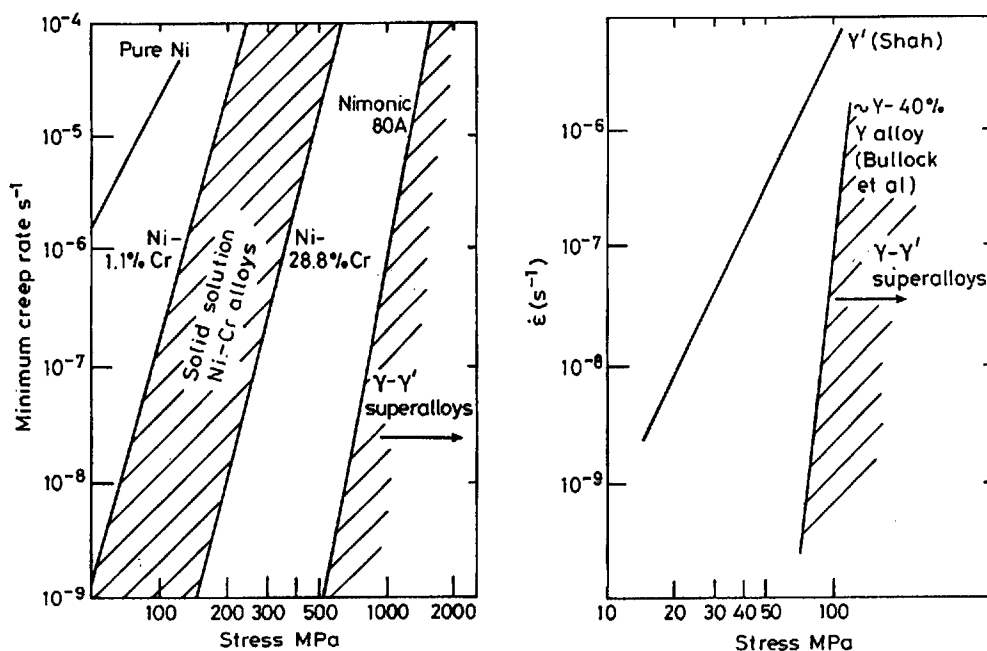 10⁻⁴
10⁻⁵
10⁻⁶
10⁻⁷
10⁻⁸
10⁻⁹
Minimum creep rate s⁻¹
Pure Ni
Ni-
1.1% Cr
Solid solution
Ni-Cr alloys
Ni-
28.8%Cr
Nimonic
80A
γ-γ'
superalloys
100 200 300 500 1000 2000
Stress MPa
10⁻⁶
10⁻⁷
10⁻⁸
10⁻⁹
ε̇ (s⁻¹)
γ' (Shah)
~γ-40%
γ alloy
(Bullock
et al)
γ-γ'
superalloys
10 20 30 40 50 100
Stress MPa